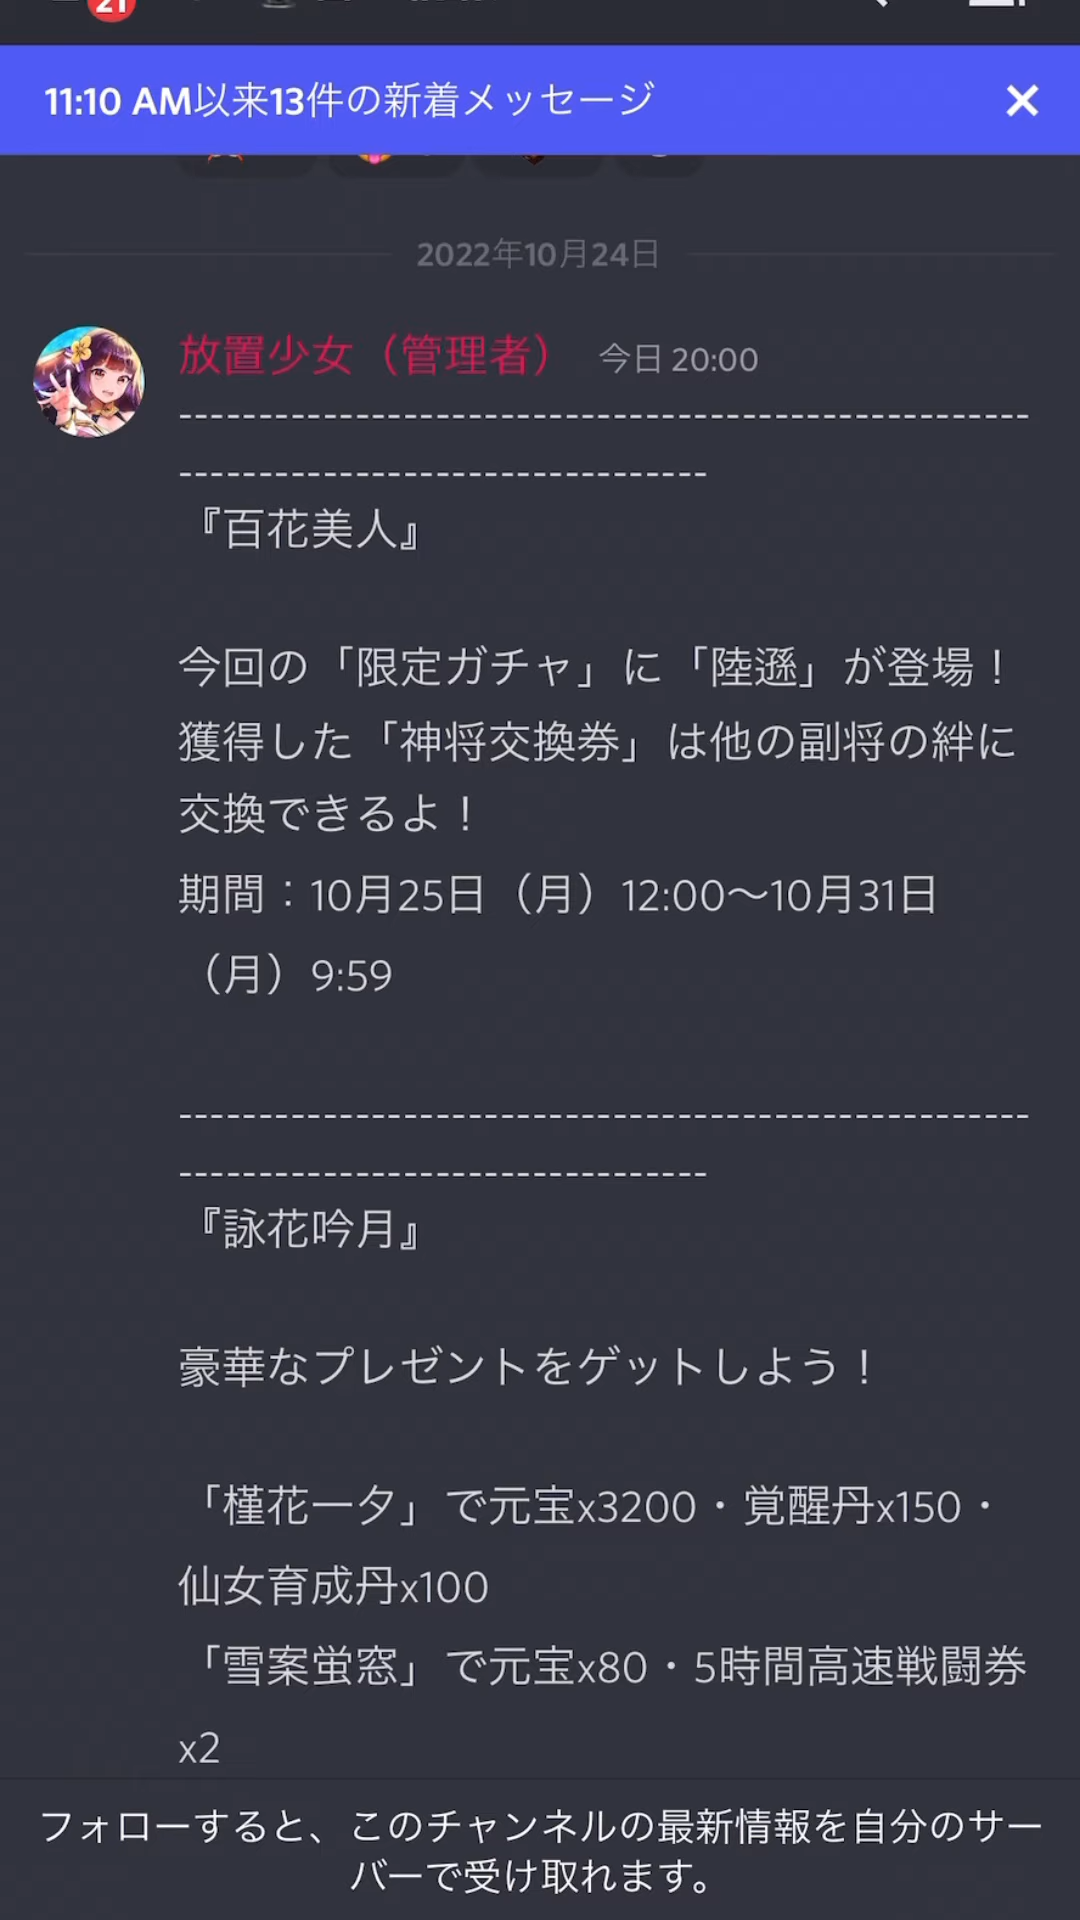 21
11:10 AM以来13件の新着メッセージ
2022年10月24日
放置少女（管理者） 今日 20:00
------------------------------------------------------
----------------------------------
『百花美人』
今回の「限定ガチャ」に「陸遜」が登場！
獲得した「神将交換券」は他の副将の絆に
交換できるよ！
期間：10月25日（月）12:00〜10月31日
（月）9:59
------------------------------------------------------
----------------------------------
『詠花吟月』
豪華なプレゼントをゲットしよう！
「槿花一夕」で元宝x3200・覚醒丹x150・
仙女育成丹x100
「雪案蛍窓」で元宝x80・5時間高速戦闘券
x2
フォローすると、このチャンネルの最新情報を自分のサー
バーで受け取れます。